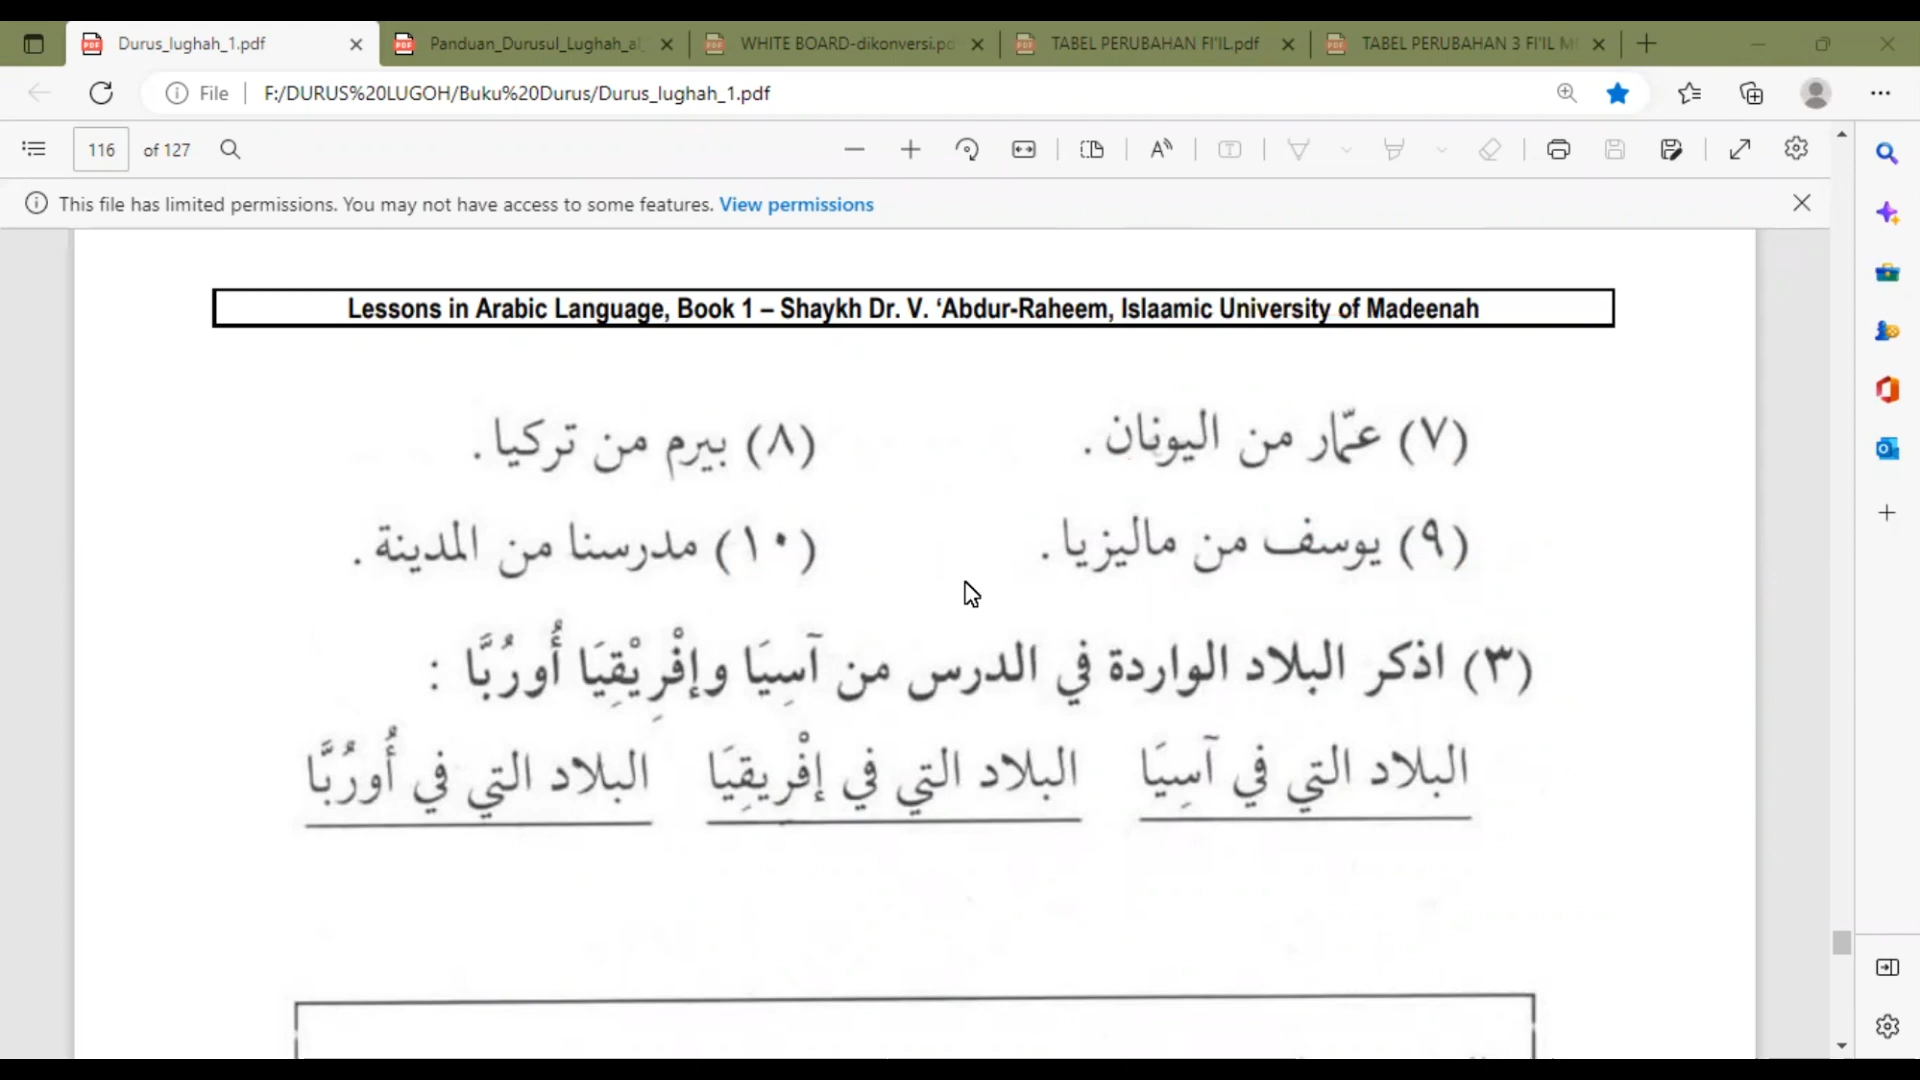 Durus_lughah_1.pdf
Panduan_Durusul_Lughah_al
WHITE BOARD-dikonversi.pd
TABEL PERUBAHAN FI'IL.pdf
TABEL PERUBAHAN 3 FI'IL M
File
F:/DURUS%20LUGOH/Buku%20Durus/Durus_lughah_1.pdf
116 of 127
This file has limited permissions. You may not have access to some features. View permissions
Lessons in Arabic Language, Book 1 – Shaykh Dr. V. ‘Abdur-Raheem, Islaamic University of Madeenah
(٧) عمّار من اليونان . (٨) بيرم من تركيا .
(٩) يوسف من ماليزيا . (١٠) مدرسنا من المدينة .
(٣) اذكر البلاد الواردة في الدرس من آسِيَا وإفْرِيْقِيَا أُورُبَّا :
البلاد التي في آسِيَا البلاد التي في إفْريقِيَا البلاد التي في أُورُبَّا